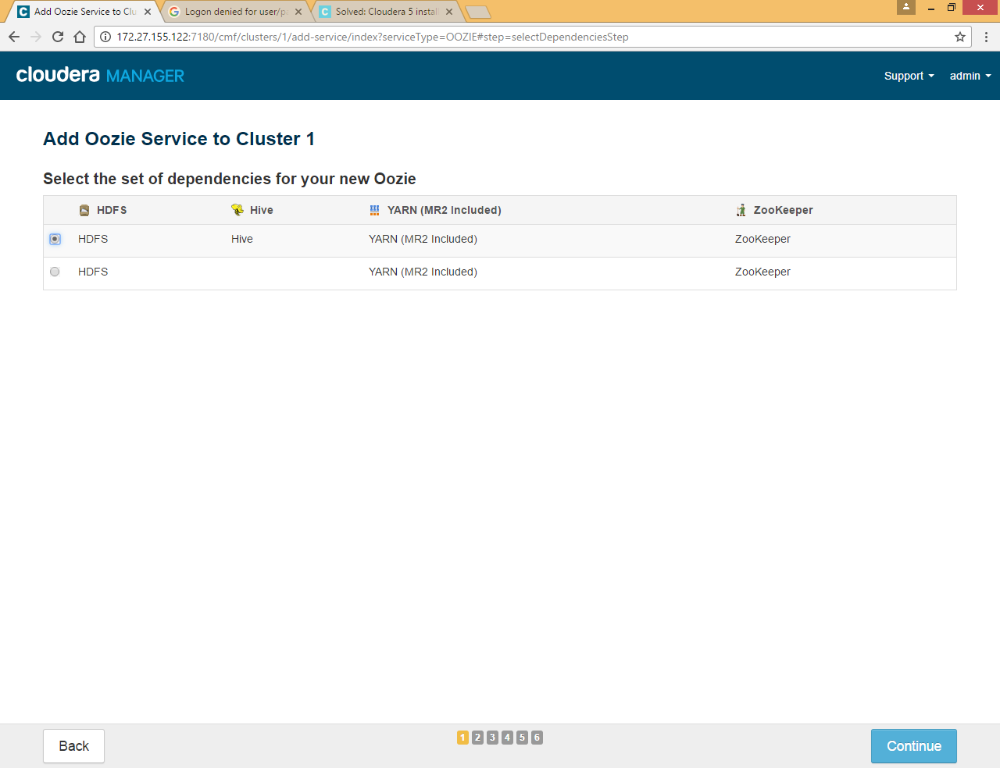 Add Oozie Service to Clu
Logon denied for user/pa
Solved: Cloudera 5 instal
172.27.155.122:7180/cmf/clusters/1/add-service/index?serviceType=OOZIE#step=selectDependenciesStep
cloudera MANAGER
Support
admin
Add Oozie Service to Cluster 1
Select the set of dependencies for your new Oozie
HDFS Hive YARN (MR2 Included) ZooKeeper
HDFS Hive YARN (MR2 Included) ZooKeeper
HDFS YARN (MR2 Included) ZooKeeper
Back
1 2 3 4 5 6
Continue